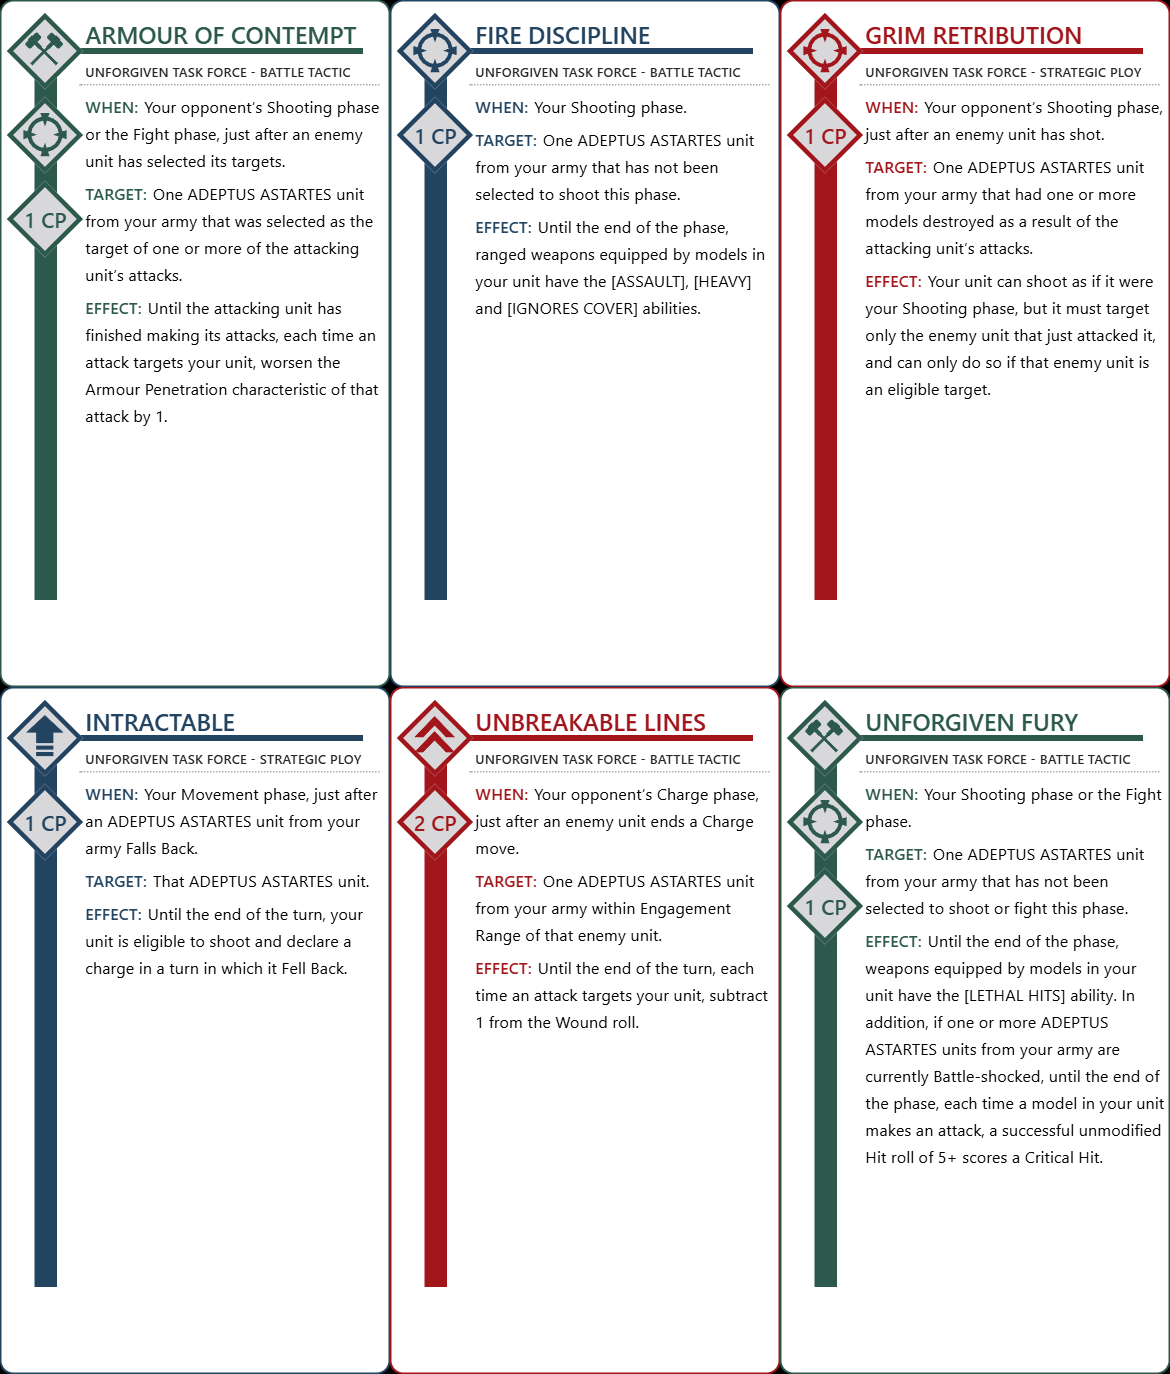 ARMOUR OF CONTEMPT
UNFORGIVEN TASK FORCE - BATTLE TACTIC
WHEN: Your opponent's Shooting phase
or the Fight phase, just after an enemy
unit has selected its targets.
1 CP
TARGET: One ADEPTUS ASTARTES unit
from your army that was selected as the
target of one or more of the attacking
unit's attacks.
EFFECT: Until the attacking unit has
finished making its attacks, each time an
attack targets your unit, worsen the
Armour Penetration characteristic of that
attack by 1.
FIRE DISCIPLINE
UNFORGIVEN TASK FORCE - BATTLE TACTIC
WHEN: Your Shooting phase.
1 CP
TARGET: One ADEPTUS ASTARTES unit
from your army that has not been
selected to shoot this phase.
EFFECT: Until the end of the phase,
ranged weapons equipped by models in
your unit have the [ASSAULT], [HEAVY]
and [IGNORES COVER] abilities.
GRIM RETRIBUTION
UNFORGIVEN TASK FORCE - STRATEGIC PLOY
WHEN: Your opponent's Shooting phase,
just after an enemy unit has shot.
1 CP
TARGET: One ADEPTUS ASTARTES unit
from your army that had one or more
models destroyed as a result of the
attacking unit's attacks.
EFFECT: Your unit can shoot as if it were
your Shooting phase, but it must target
only the enemy unit that just attacked it,
and can only do so if that enemy unit is
an eligible target.
INTRACTABLE
UNFORGIVEN TASK FORCE - STRATEGIC PLOY
WHEN: Your Movement phase, just after
an ADEPTUS ASTARTES unit from your
army Falls Back.
1 CP
TARGET: That ADEPTUS ASTARTES unit.
EFFECT: Until the end of the turn, your
unit is eligible to shoot and declare a
charge in a turn in which it Fell Back.
UNBREAKABLE LINES
UNFORGIVEN TASK FORCE - BATTLE TACTIC
WHEN: Your opponent's Charge phase,
just after an enemy unit ends a Charge
move.
2 CP
TARGET: One ADEPTUS ASTARTES unit
from your army within Engagement
Range of that enemy unit.
EFFECT: Until the end of the turn, each
time an attack targets your unit, subtract
1 from the Wound roll.
UNFORGIVEN FURY
UNFORGIVEN TASK FORCE - BATTLE TACTIC
WHEN: Your Shooting phase or the Fight
phase.
TARGET: One ADEPTUS ASTARTES unit
from your army that has not been
selected to shoot or fight this phase.
1 CP
EFFECT: Until the end of the phase,
weapons equipped by models in your
unit have the [LETHAL HITS] ability. In
addition, if one or more ADEPTUS
ASTARTES units from your army are
currently Battle-shocked, until the end of
the phase, each time a model in your unit
makes an attack, a successful unmodified
Hit roll of 5+ scores a Critical Hit.